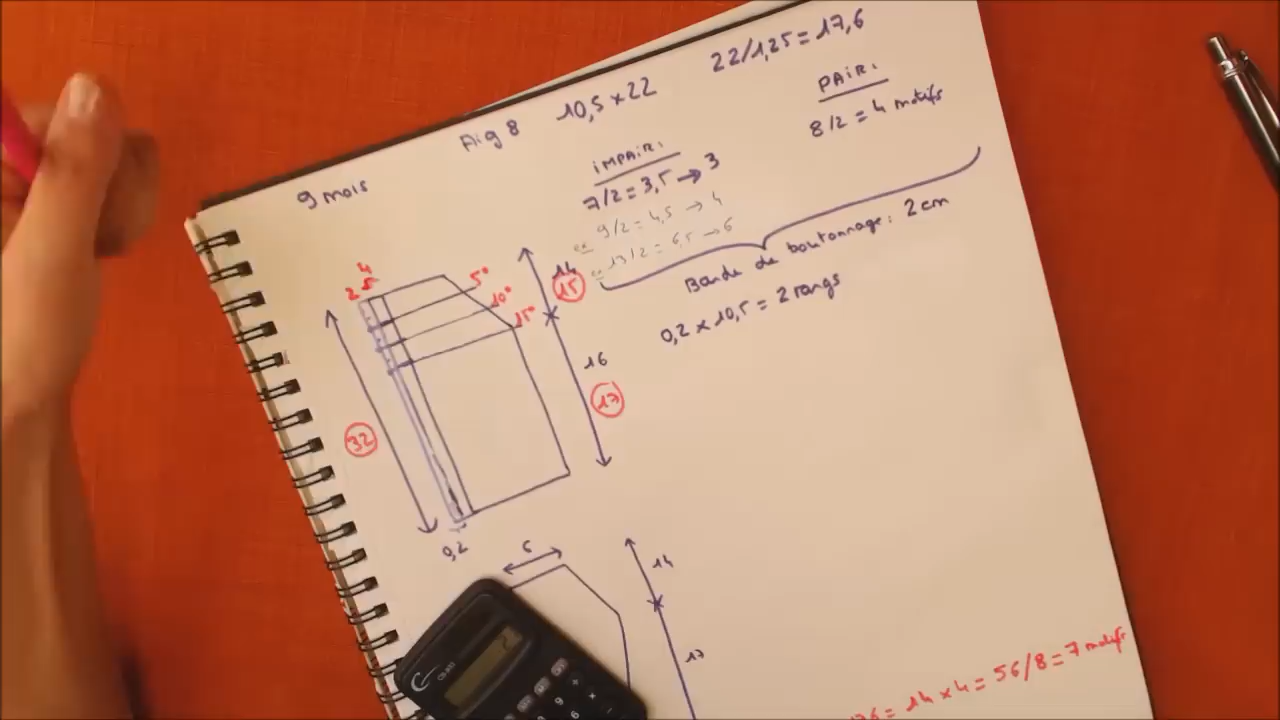 22/1,25 = 17,6
Aig 8 10,5 x 22
9 mois
PAIR:
8/2 = 4 motifs
IMPAIR:
7/2 = 3,5 → 3
ex 9/2 = 4,5 → 4
ex 13/2 = 6,5 → 6
Bande de boutonnage: 2 cm
0,2 x 10,5 = 2 rangs
4
2
5°
10°
15°
14
15
16
17
32
0,2
6
14
17
= 14 x 4 = 56/8 = 7 motifs